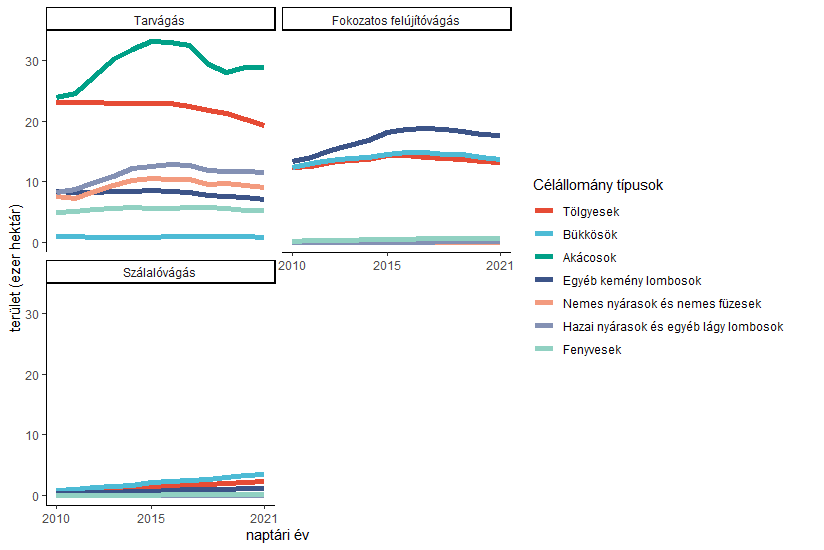 Tarvágás
Fokozatos felújítóvágás
30
20
10
0
2010
2015
2021
Szálalóvágás
30
20
10
0
2010
2015
2021
terület (ezer hektár)
naptári év
Célállomány típusok
Tölgyesek
Bükkösök
Akácosok
Egyéb kemény lombosok
Nemes nyárasok és nemes füzesek
Hazai nyárasok és egyéb lágy lombosok
Fenyvesek